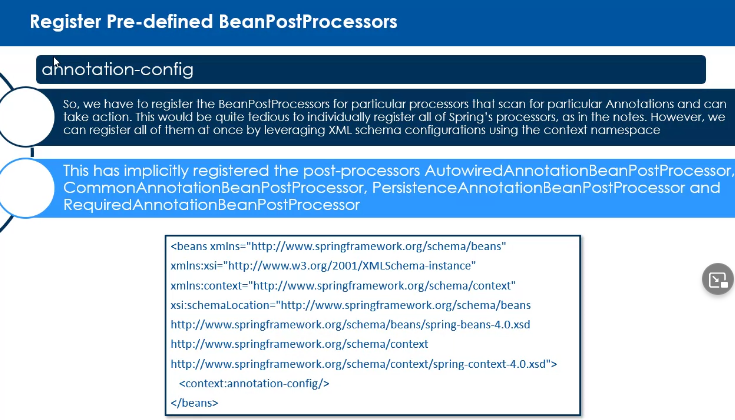 Register Pre-defined BeanPostProcessors
annotation-config
So, we have to register the BeanPostProcessors for particular processors that scan for particular Annotations and can
take action. This would be quite tedious to individually register all of Spring's processors, as in the notes. However, we
can register all of them at once by leveraging XML schema configurations using the context namespace
This has implicitly registered the post-processors AutowiredAnnotationBeanPostProcessor,
CommonAnnotationBeanPostProcessor, PersistenceAnnotationBeanPostProcessor and
RequiredAnnotationBeanPostProcessor
<beans xmlns="http://www.springframework.org/schema/beans"
xmlns:xsi="http://www.w3.org/2001/XMLSchema-instance"
xmlns:context="http://www.springframework.org/schema/context"
xsi:schemaLocation="http://www.springframework.org/schema/beans
http://www.springframework.org/schema/beans/spring-beans-4.0.xsd
http://www.springframework.org/schema/context
http://www.springframework.org/schema/context/spring-context-4.0.xsd">
<context:annotation-config/>
</beans>